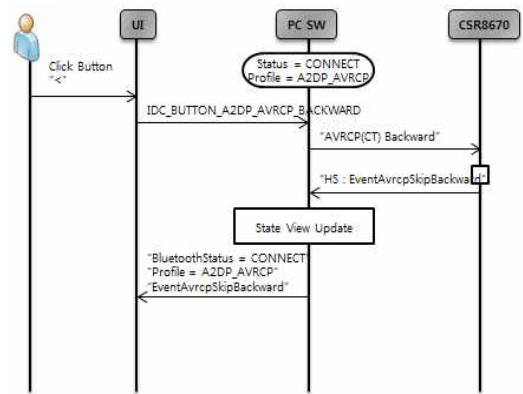 UI
PC SW
CSR8670
Status = CONNECT
Profile = A2DP_AVRCP
Click Button
"<"
IDC_BUTTON_A2DP_AVRCP_BACKWARD
"AVRCP(CT) Backward"
"HS : EventAvrcpSkipBackward"
State View Update
"BluetoothStatus = CONNECT"
"Profile = A2DP_AVRCP"
"EventAvrcpSkipBackward"